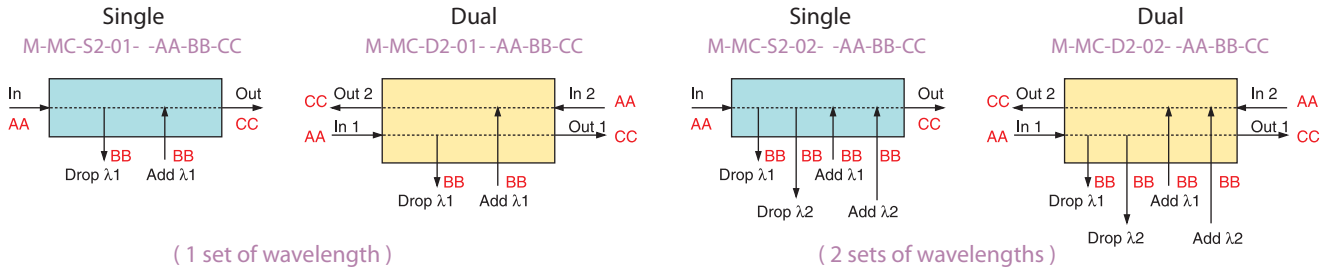 Single
M-MC-S2-01- -AA-BB-CC
In
Out
AA
CC
BB
BB
Drop λ1
Add λ1
Dual
M-MC-D2-01- -AA-BB-CC
CC
Out 2
In 2
AA
AA
In 1
Out 1
CC
BB
BB
Drop λ1
Add λ1
( 1 set of wavelength )
Single
M-MC-S2-02- -AA-BB-CC
In
Out
AA
CC
BB
BB
BB
BB
Drop λ1
Add λ1
Drop λ2
Add λ2
Dual
M-MC-D2-02- -AA-BB-CC
CC
Out 2
In 2
AA
AA
In 1
Out 1
CC
BB
BB
BB
BB
Drop λ1
Add λ1
Drop λ2
Add λ2
( 2 sets of wavelengths )